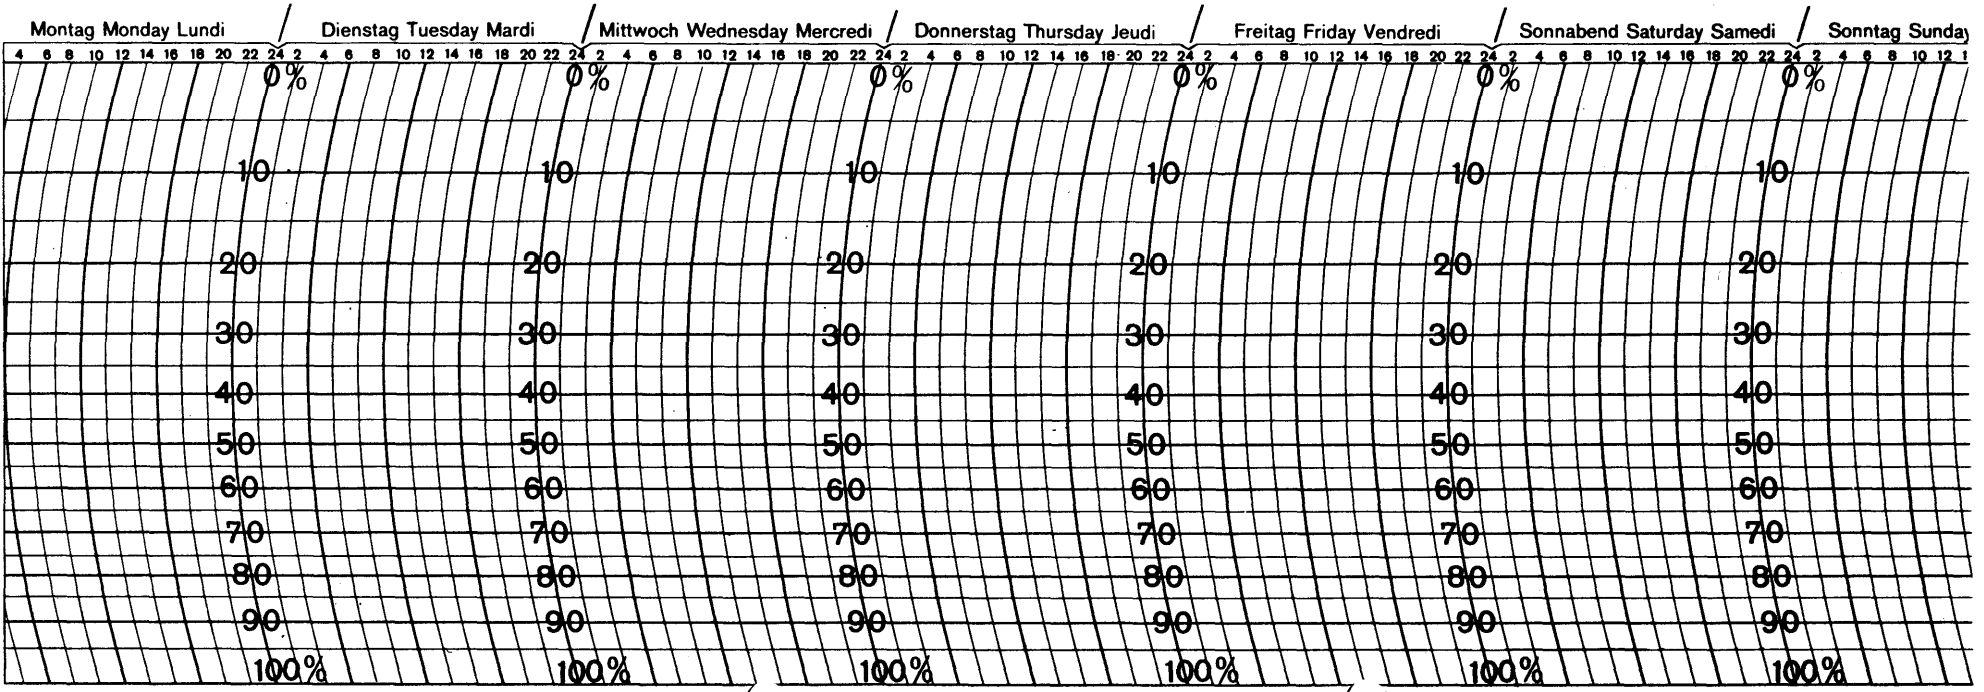 Montag Monday Lundi / Dienstag Tuesday Mardi / Mittwoch Wednesday Mercredi / Donnerstag Thursday Jeudi / Freitag Friday Vendredi / Sonnabend Saturday Samedi / Sonntag Sunday
4 6 8 10 12 14 16 18 20 22 24 2 4 6 8 10 12 14 16 18 20 22 24 2 4 6 8 10 12 14 16 18 20 22 24 2 4 6 8 10 12 14 16 18 20 22 24 2 4 6 8 10 12 14 16 18 20 22 24 2 4 6 8 10 12 14 16 18 20 22 24 2 4 6 8 10 12
0% 0% 0% 0% 0% 0%
10 10 10 10 10 10
20 20 20 20 20 20
30 30 30 30 30 30
40 40 40 40 40 40
50 50 50 50 50 50
60 60 60 60 60 60
70 70 70 70 70 70
80 80 80 80 80 80
90 90 90 90 90 90
100% 100% 100% 100% 100% 100%